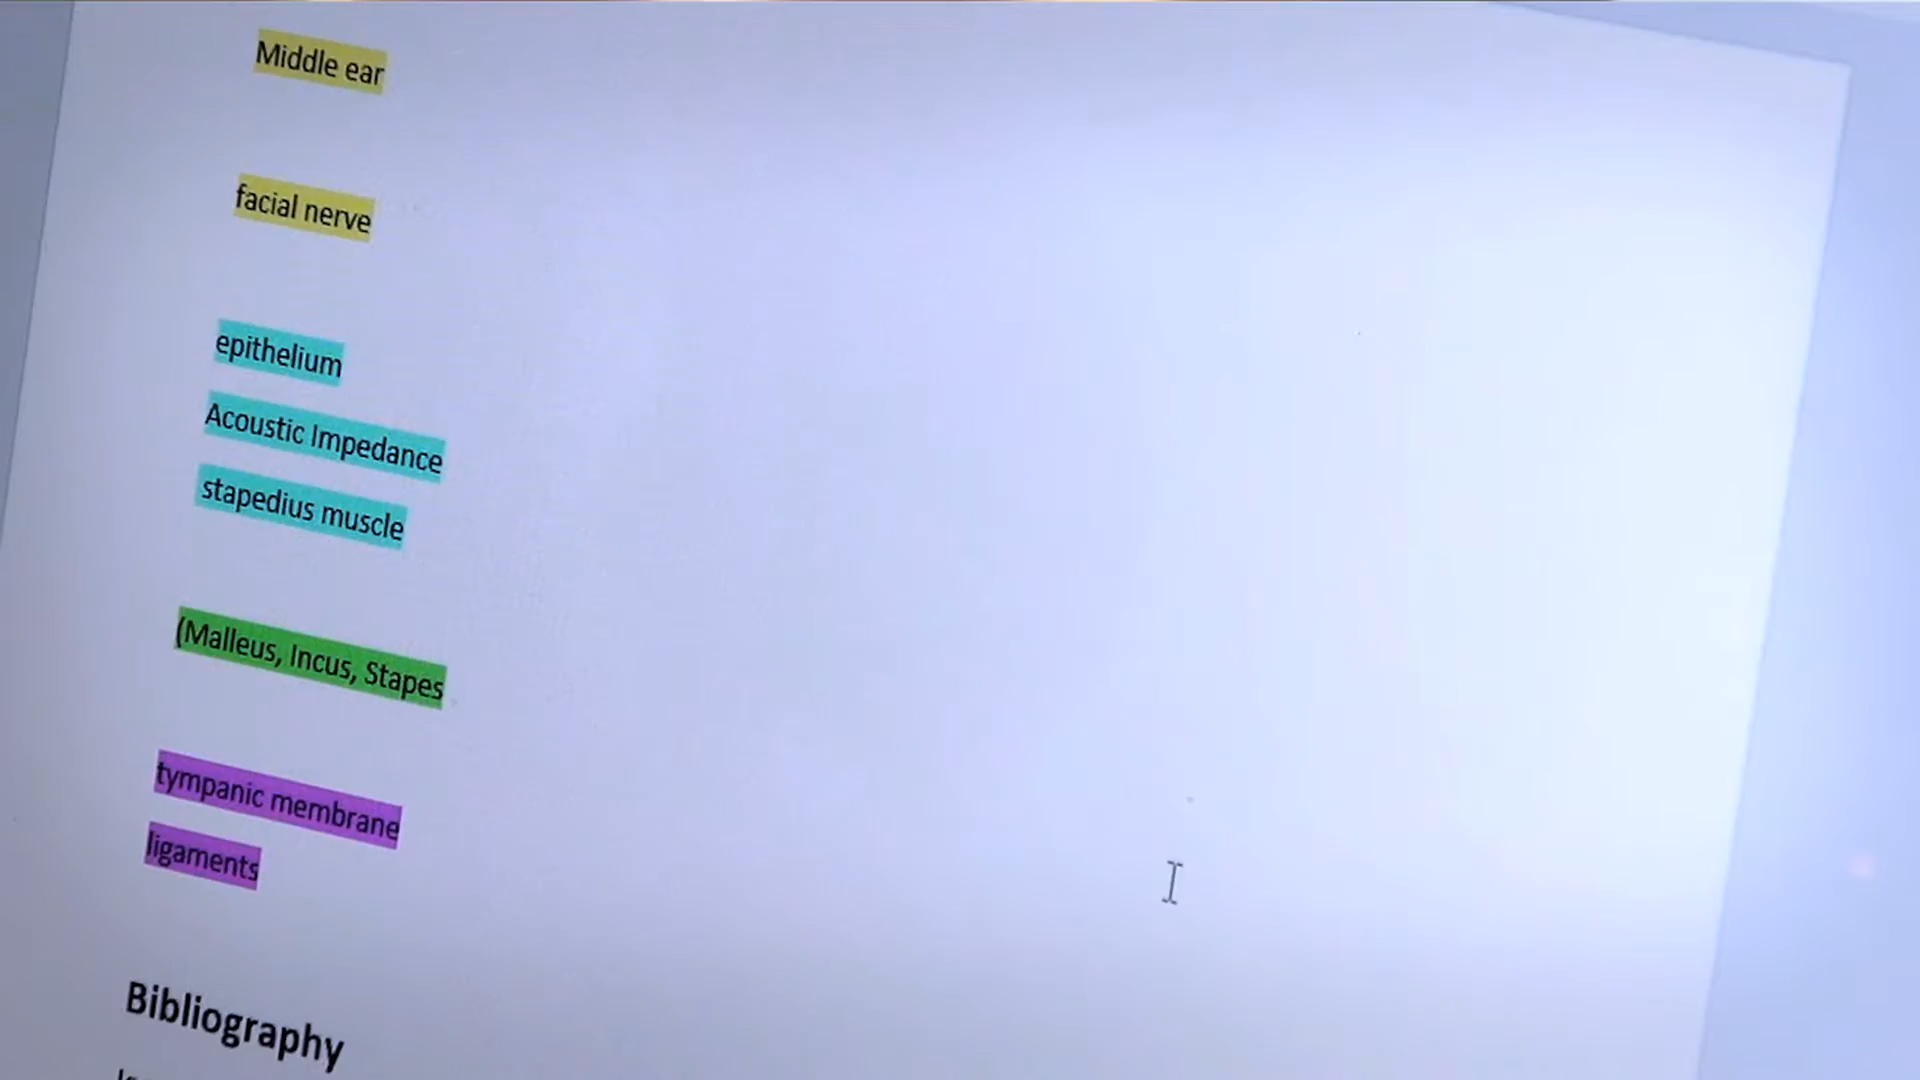 Middle ear
facial nerve
epithelium
Acoustic Impedance
stapedius muscle
(Malleus, Incus, Stapes
tympanic membrane
ligaments
Bibliography